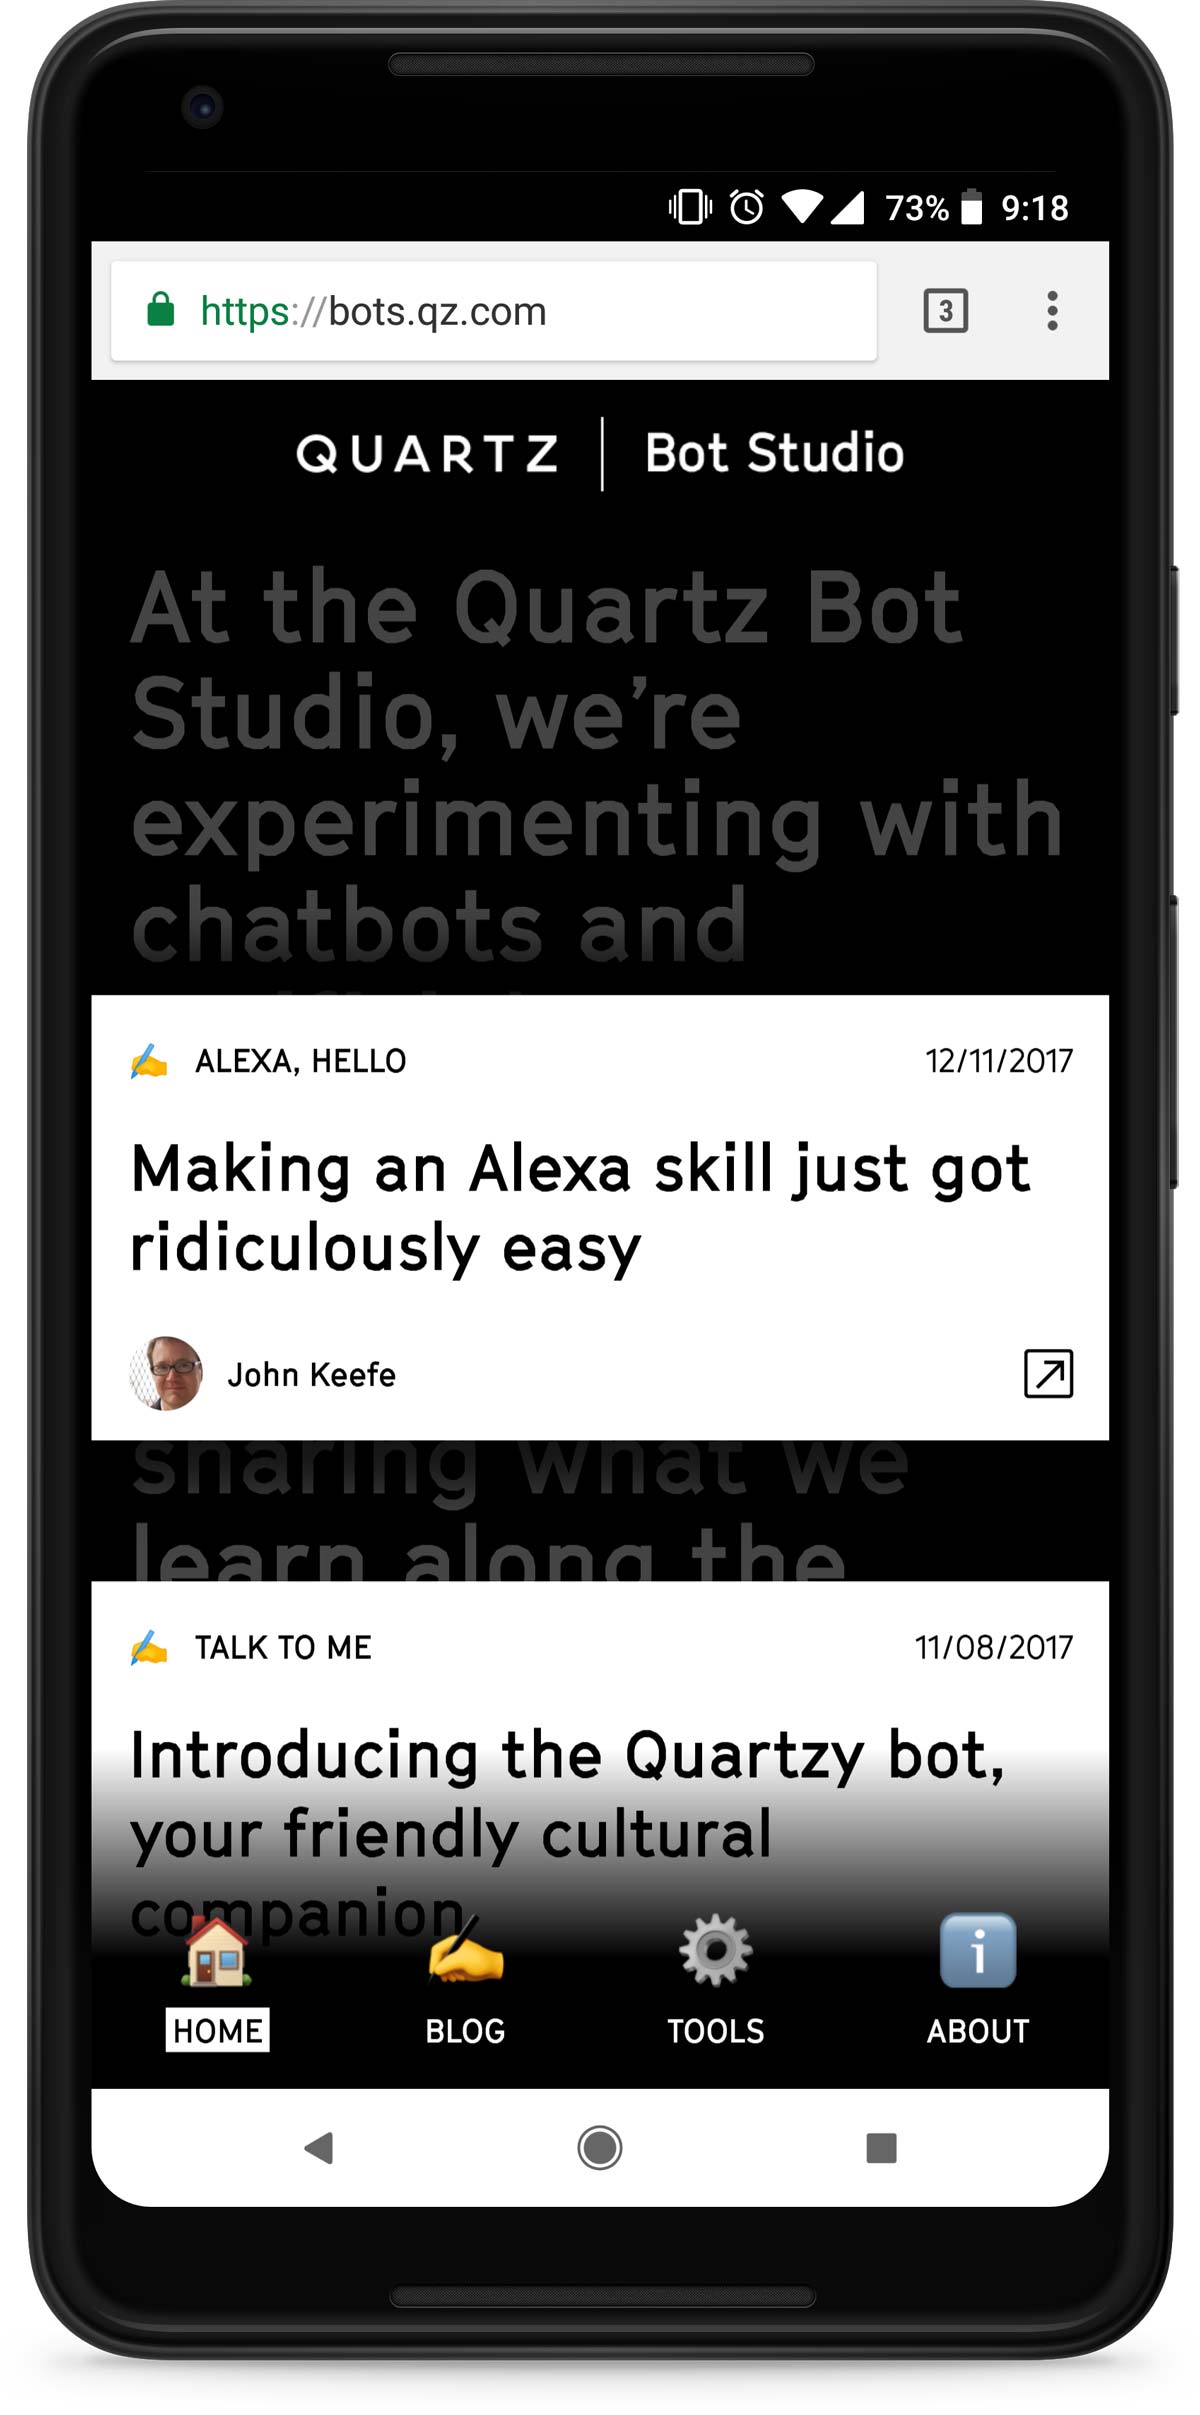 73% 9:18
https://bots.qz.com 3
QUARTZ | Bot Studio
At the Quartz Bot
Studio, we’re
experimenting with
chatbots and
ALEXA, HELLO 12/11/2017
Making an Alexa skill just got
ridiculously easy
John Keefe
sharing what we
learn along the
TALK TO ME 11/08/2017
Introducing the Quartzy bot,
your friendly cultural
companion
HOME BLOG TOOLS ABOUT